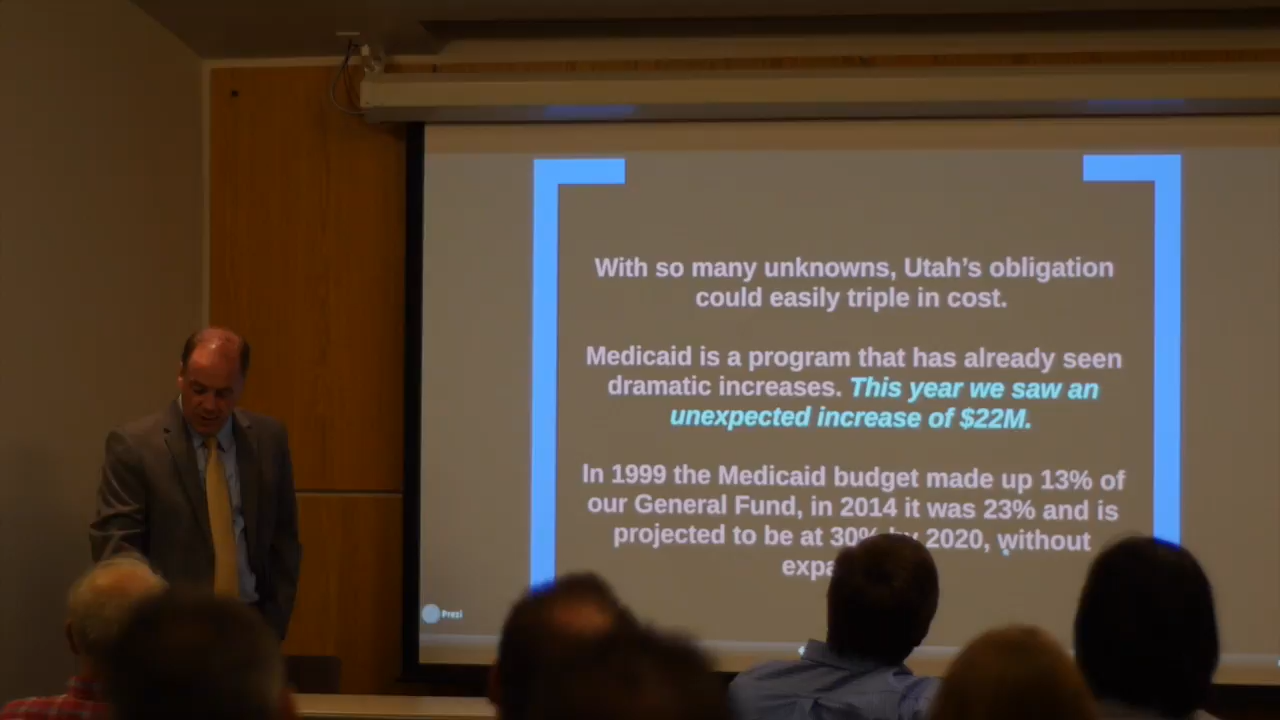 With so many unknowns, Utah's obligation
could easily triple in cost.
Medicaid is a program that has already seen
dramatic increases. This year we saw an
unexpected increase of $22M.
In 1999 the Medicaid budget made up 13% of
our General Fund, in 2014 it was 23% and is
projected to be at 30% by 2020, without
Prezi